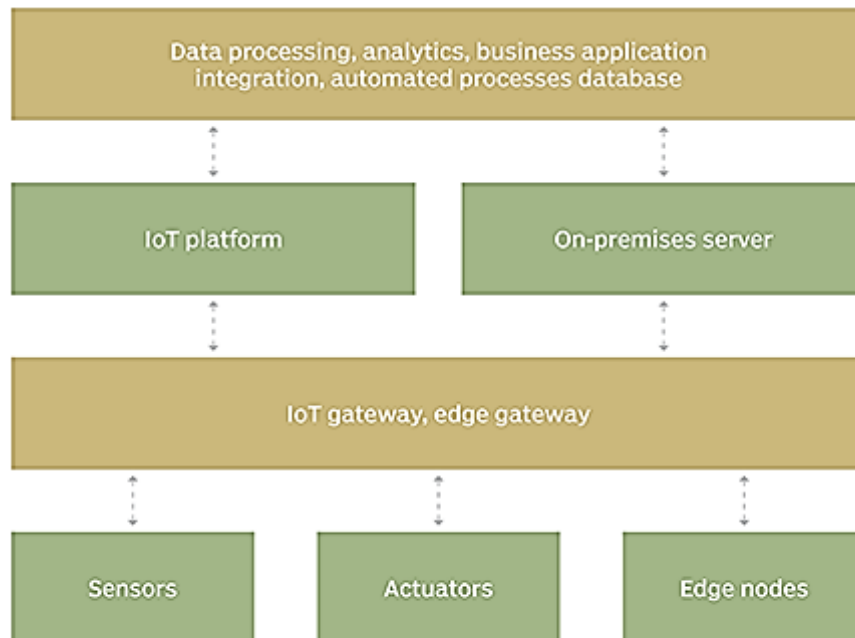 Data processing, analytics, business application
integration, automated processes database
IoT platform
On-premises server
IoT gateway, edge gateway
Sensors
Actuators
Edge nodes